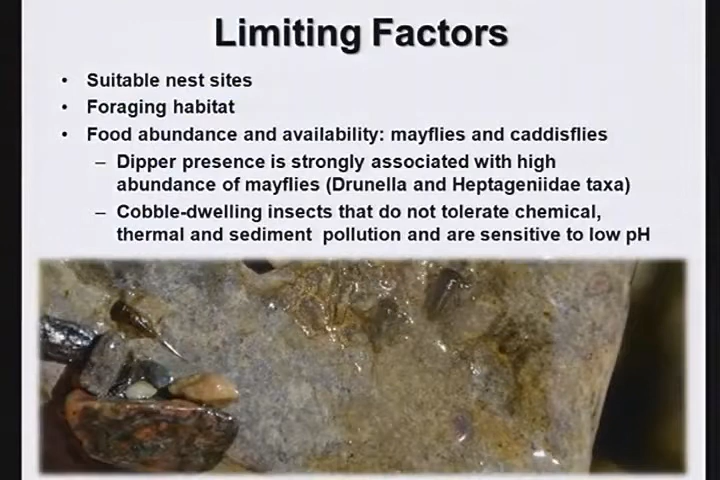 Limiting Factors
• Suitable nest sites
• Foraging habitat
• Food abundance and availability: mayflies and caddisflies
– Dipper presence is strongly associated with high
abundance of mayflies (Drunella and Heptageniidae taxa)
– Cobble-dwelling insects that do not tolerate chemical,
thermal and sediment pollution and are sensitive to low pH